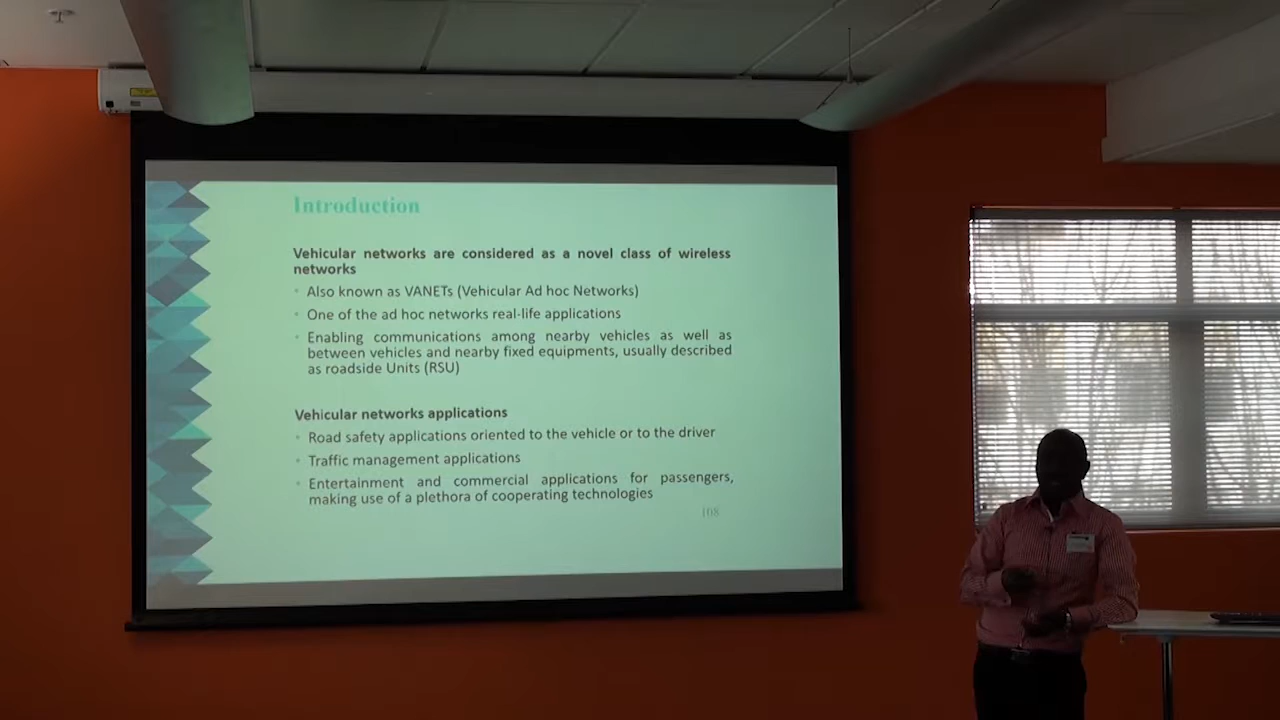 Introduction
Vehicular networks are considered as a novel class of wireless
networks
Also known as VANETs (Vehicular Ad hoc Networks)
One of the ad hoc networks real-life applications
Enabling communications among nearby vehicles as well as
between vehicles and nearby fixed equipments, usually described
as roadside Units (RSU)
Vehicular networks applications
Road safety applications oriented to the vehicle or to the driver
Traffic management applications
Entertainment and commercial applications for passengers,
making use of a plethora of cooperating technologies
108